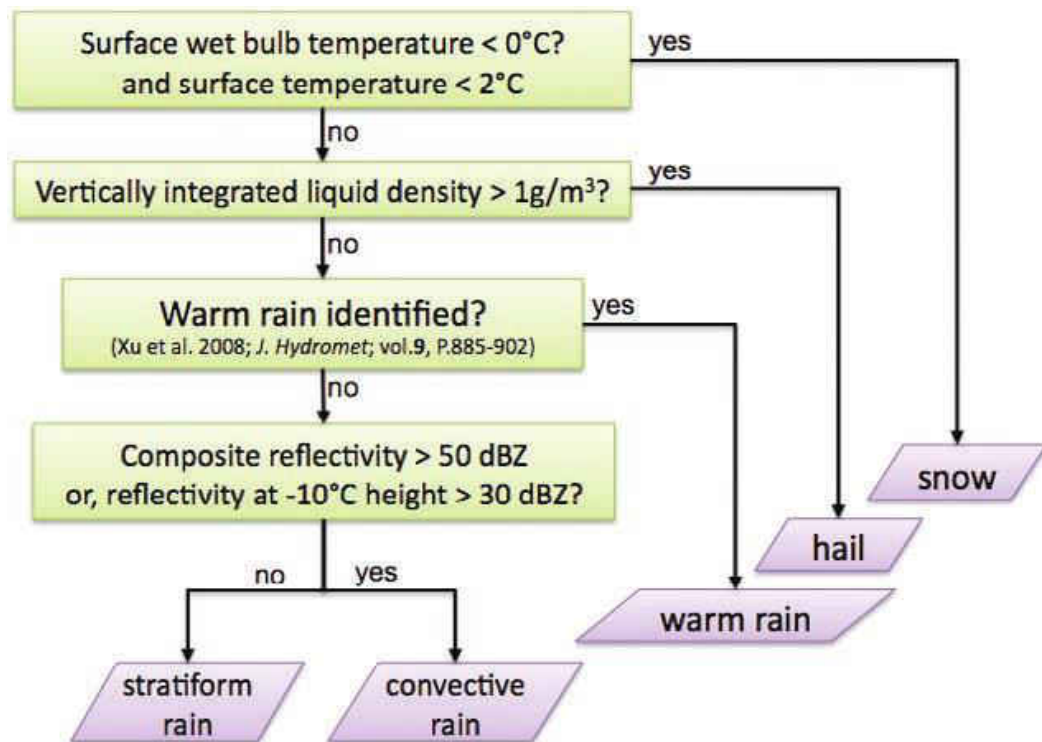 Surface wet bulb temperature < 0°C?
and surface temperature < 2°C
yes
no
Vertically integrated liquid density > 1g/m³?
yes
no
Warm rain identified?
(Xu et al. 2008; J. Hydromet; vol.9, P.885-902)
yes
no
Composite reflectivity > 50 dBZ
or, reflectivity at -10°C height > 30 dBZ?
snow
hail
no
yes
warm rain
stratiform
rain
convective
rain